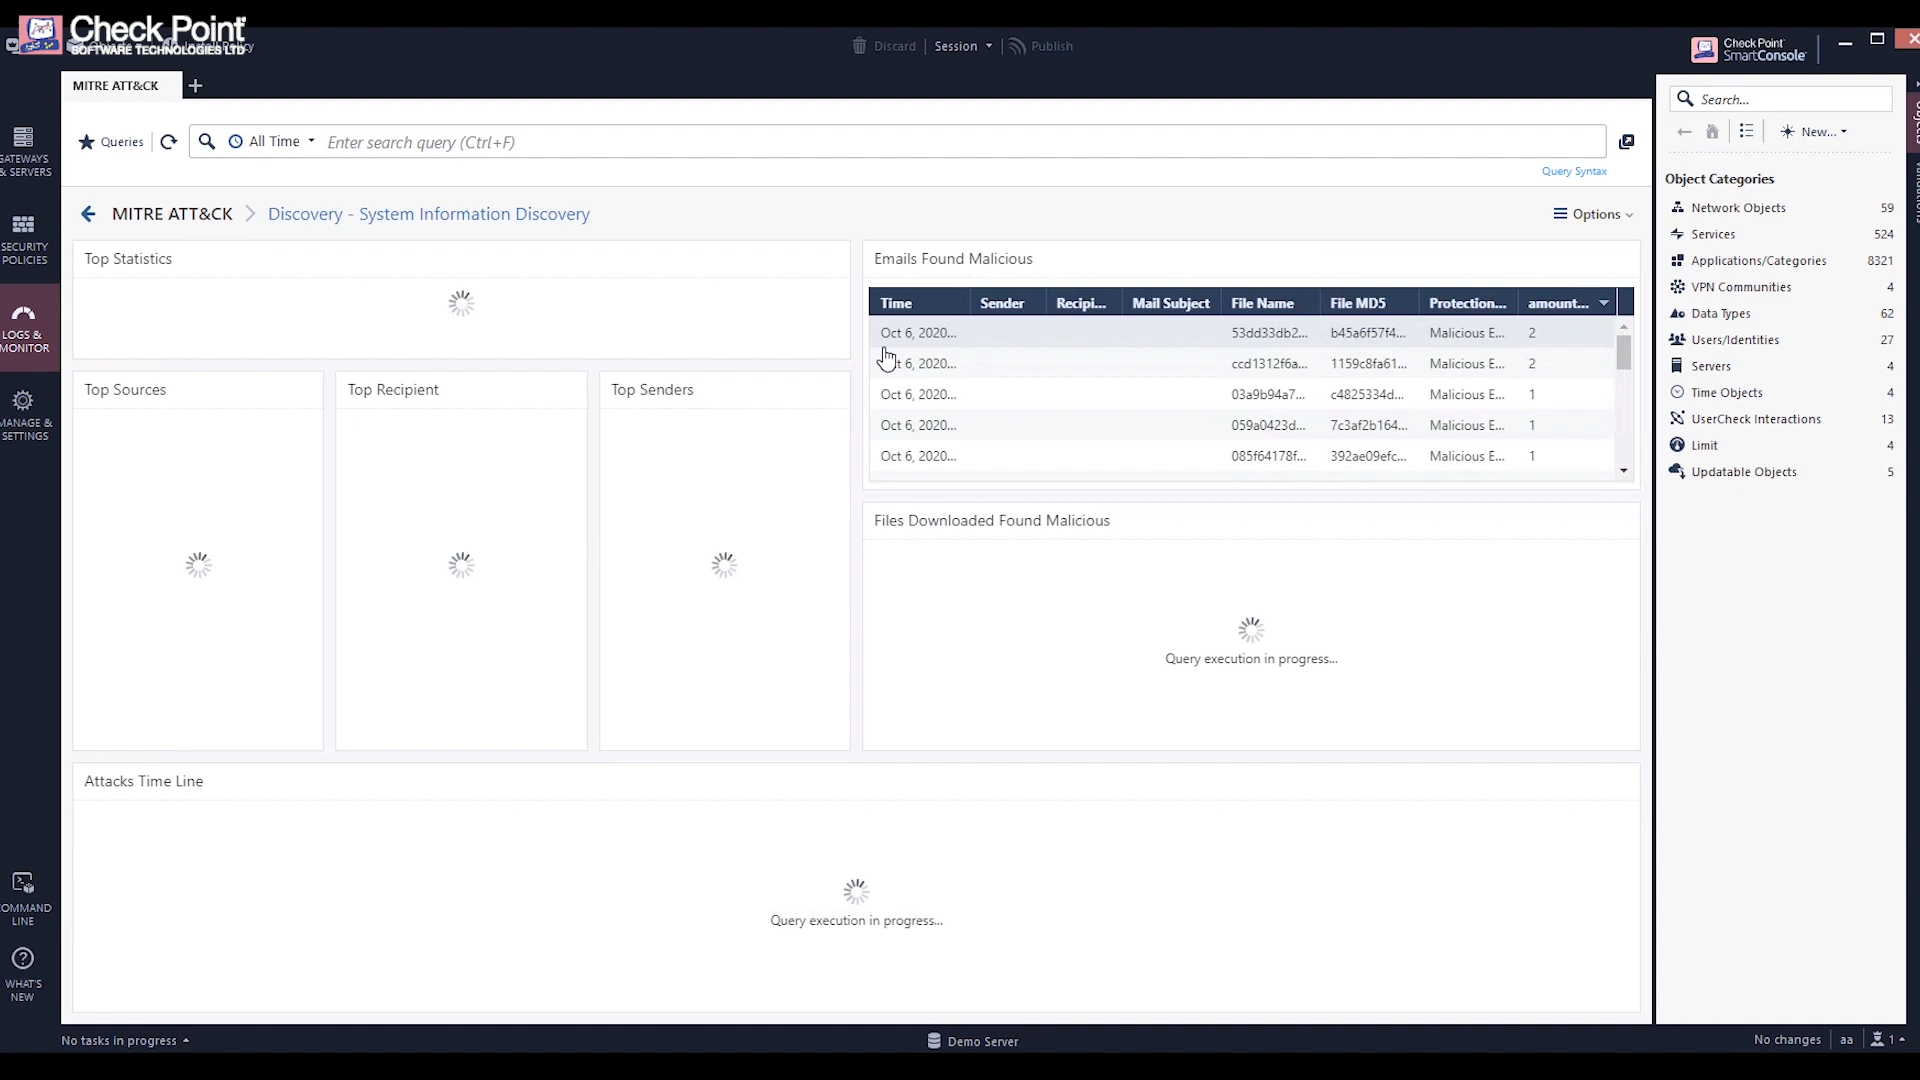 Check Point
SOFTWARE TECHNOLOGIES LTD
Install Policy
Discard
Session
Publish
Check Point
SmartConsole
MITRE ATT&CK
Search...
Queries
All Time
Enter search query (Ctrl+F)
Query Syntax
New...
GATEWAYS
& SERVERS
SECURITY
POLICIES
LOGS &
MONITOR
MANAGE &
SETTINGS
COMMAND
LINE
WHAT'S
NEW
MITRE ATT&CK
Discovery - System Information Discovery
Options
Top Statistics
Emails Found Malicious
Time Sender Recipi... Mail Subject File Name File MD5 Protection... amount...
Oct 6, 2020... 53dd33db2... b45a6f57f4... Malicious E... 2
t 6, 2020... ccd1312f6a... 1159c8fa61... Malicious E... 2
Oct 6, 2020... 03a9b94a7... c4825334d... Malicious E... 1
Oct 6, 2020... 059a0423d... 7c3af2b164... Malicious E... 1
Oct 6, 2020... 085f64178f... 392ae09efc... Malicious E... 1
Top Sources
Top Recipient
Top Senders
Files Downloaded Found Malicious
Query execution in progress...
Attacks Time Line
Query execution in progress...
Object Categories
Network Objects 59
Services 524
Applications/Categories 8321
VPN Communities 4
Data Types 62
Users/Identities 27
Servers 4
Time Objects 4
UserCheck Interactions 13
Limit 4
Updatable Objects 5
No tasks in progress
Demo Server
No changes
aa
1